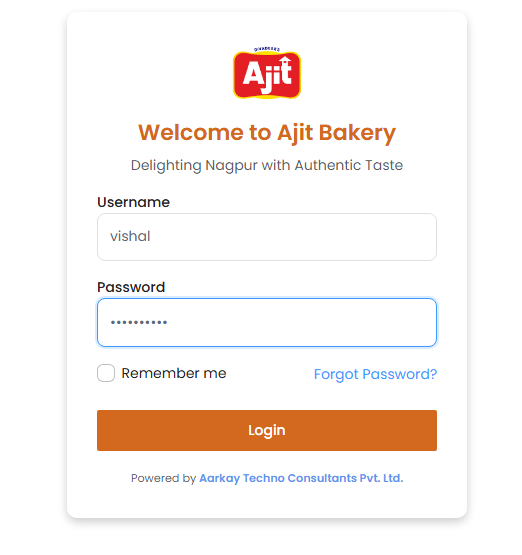 Ajit
Welcome to Ajit Bakery
Delighting Nagpur with Authentic Taste
Username
vishal
Password
••••••••••
Remember me
Forgot Password?
Login
Powered by Aarkay Techno Consultants Pvt. Ltd.